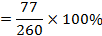 = 77/260 × 100%